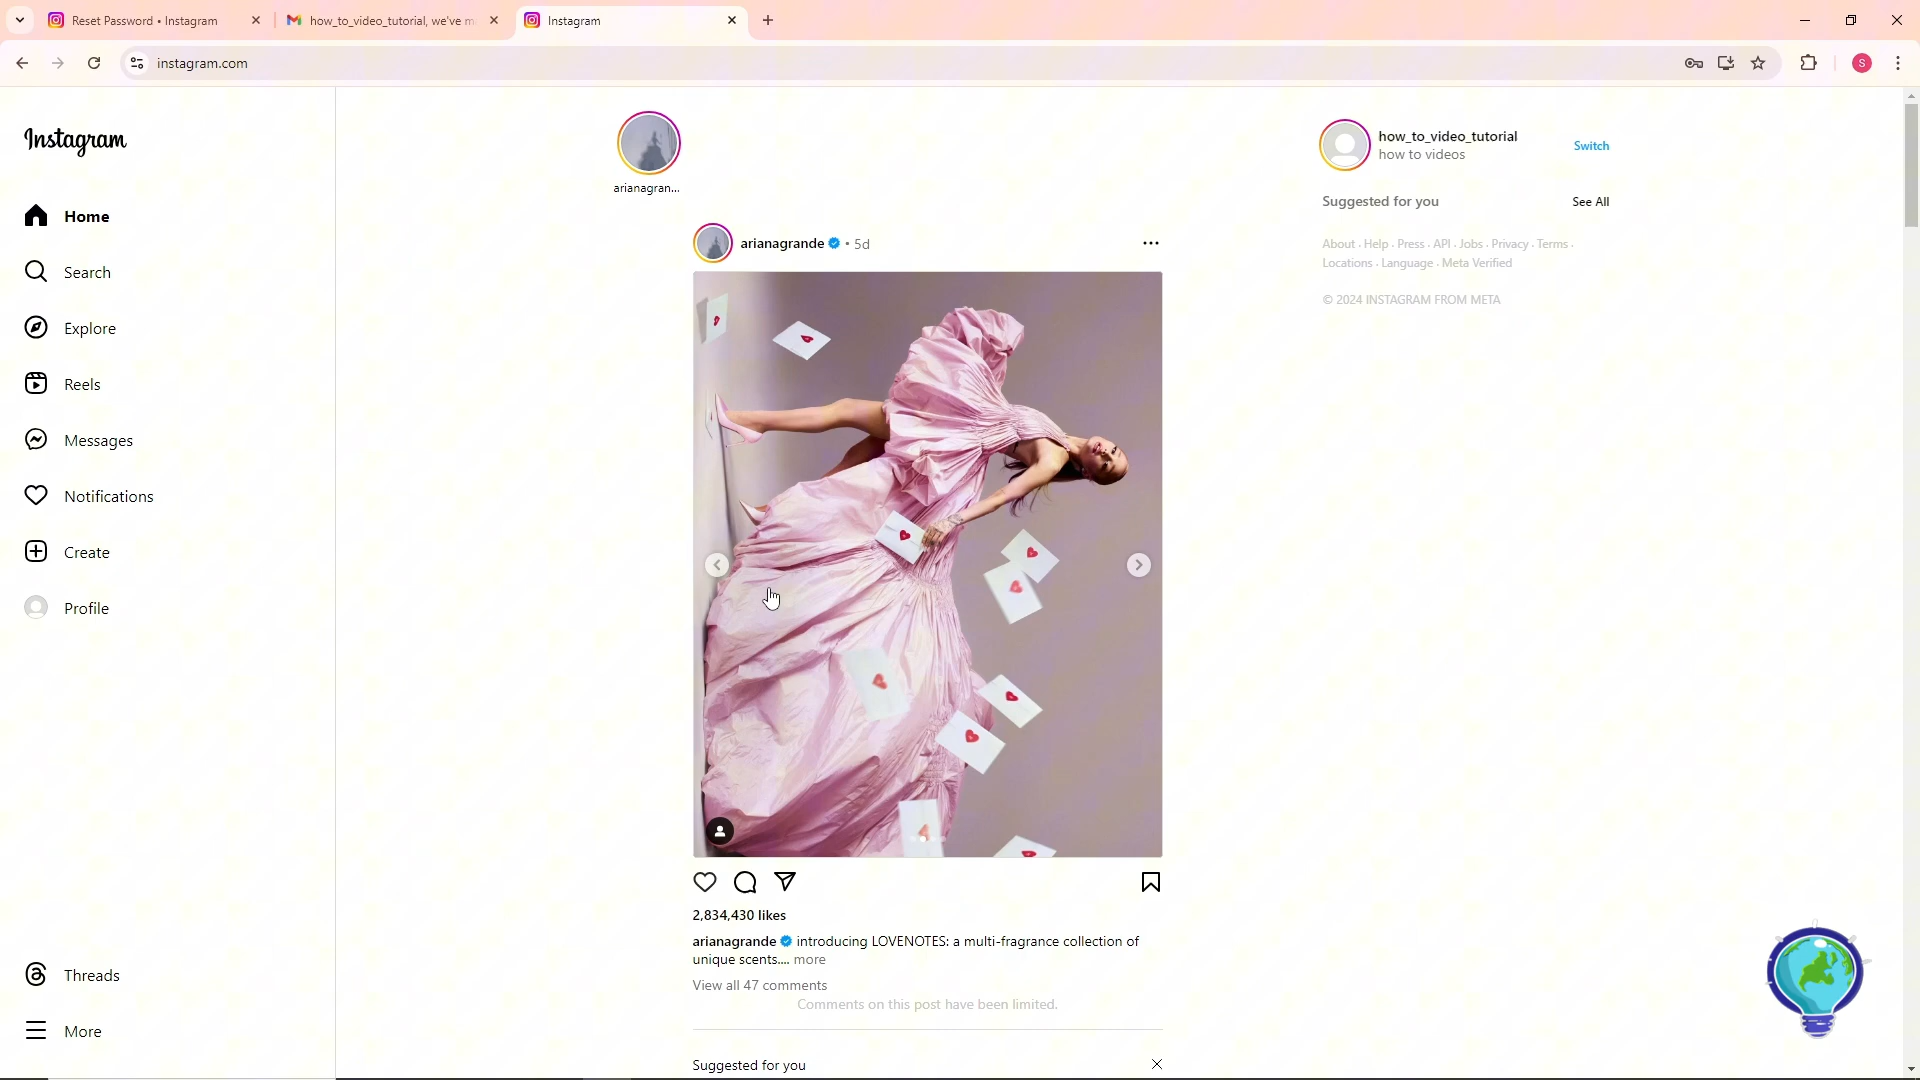 Reset Password • Instagram
how_to_video_tutorial, we've m
Instagram
instagram.com
S
Instagram
Home
Search
Explore
Reels
Messages
Notifications
Create
Profile
Threads
More
arianagran...
arianagrande • 5d
2,834,430 likes
arianagrande introducing LOVENOTES: a multi-fragrance collection of
unique scents.... more
View all 47 comments
Comments on this post have been limited.
Suggested for you
how_to_video_tutorial
how to videos
Switch
Suggested for you
See All
About · Help · Press · API · Jobs · Privacy · Terms ·
Locations · Language · Meta Verified
© 2024 INSTAGRAM FROM META